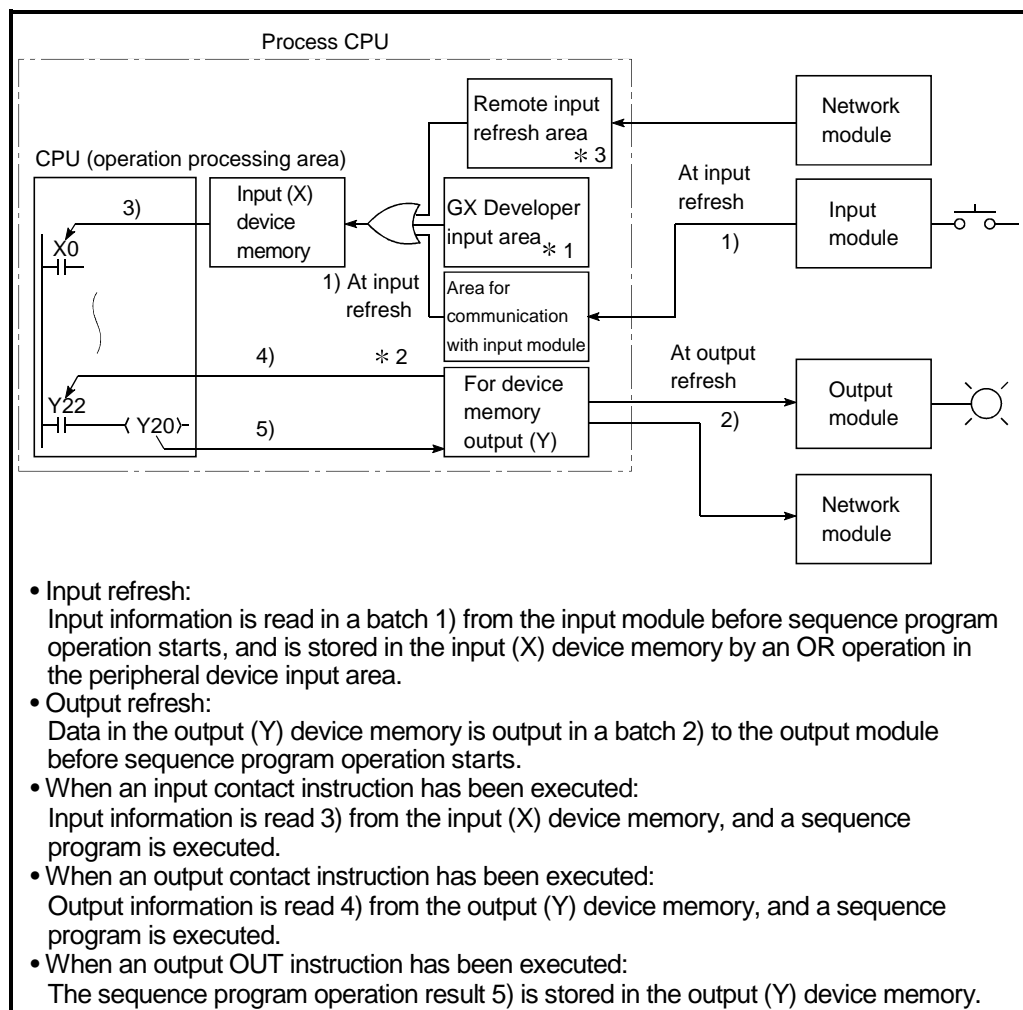 Process CPU
Remote input
refresh area
＊3
Network
module
CPU (operation processing area)
Input (X)
device
memory
3)
X0
GX Developer
input area
＊1
At input
refresh
1)
Input
module
1) At input
refresh
Area for
communication
with input module
4)
＊2
Y22
Y20
5)
For device
memory
output (Y)
At output
refresh
2)
Output
module
Network
module
• Input refresh:
Input information is read in a batch 1) from the input module before sequence program
operation starts, and is stored in the input (X) device memory by an OR operation in
the peripheral device input area.
• Output refresh:
Data in the output (Y) device memory is output in a batch 2) to the output module
before sequence program operation starts.
• When an input contact instruction has been executed:
Input information is read 3) from the input (X) device memory, and a sequence
program is executed.
• When an output contact instruction has been executed:
Output information is read 4) from the output (Y) device memory, and a sequence
program is executed.
• When an output OUT instruction has been executed:
The sequence program operation result 5) is stored in the output (Y) device memory.